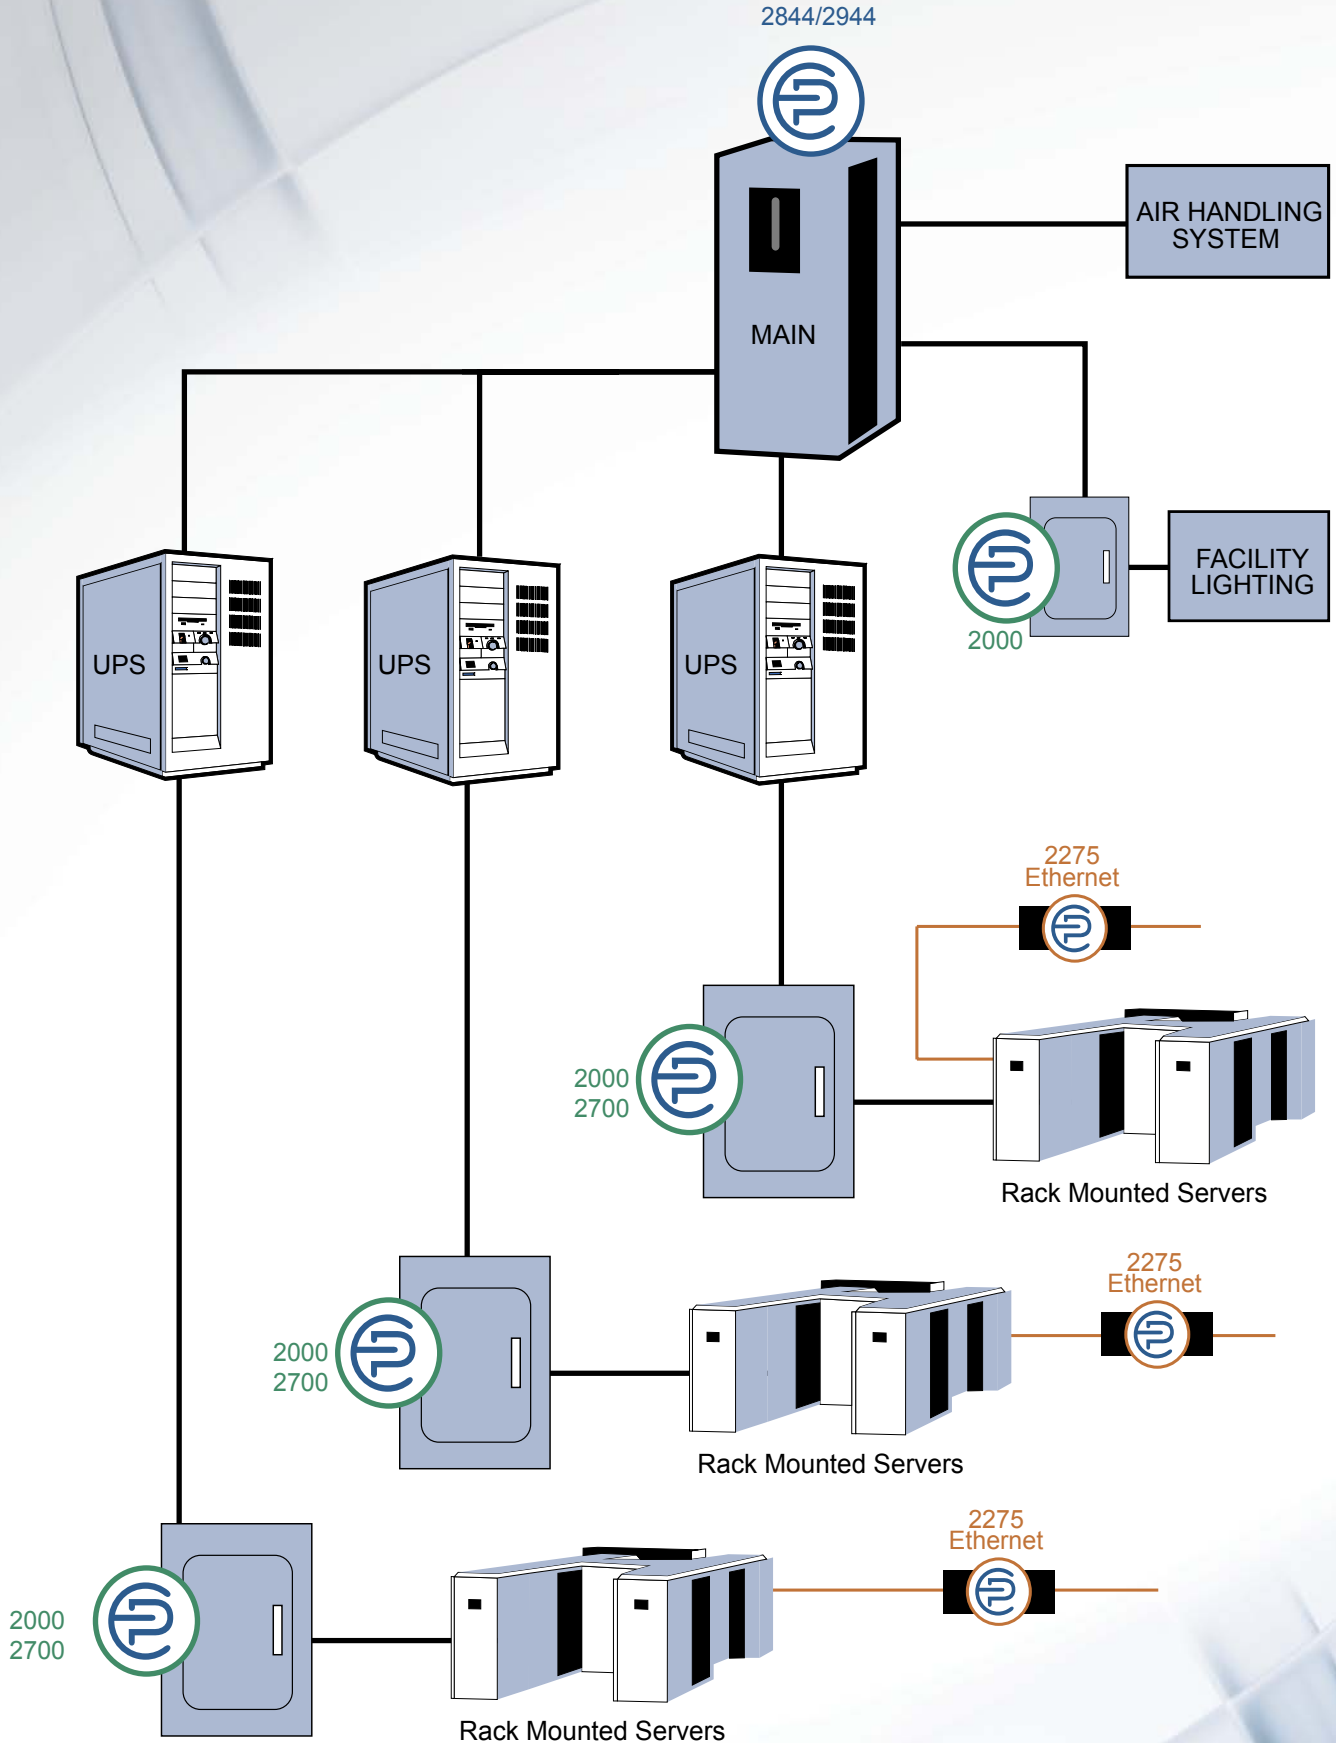 2844/2944
AIR HANDLING
SYSTEM
MAIN
FACILITY
LIGHTING
2000
UPS
UPS
UPS
2275
Ethernet
2000
2700
Rack Mounted Servers
2275
Ethernet
2000
2700
Rack Mounted Servers
2275
Ethernet
2000
2700
Rack Mounted Servers